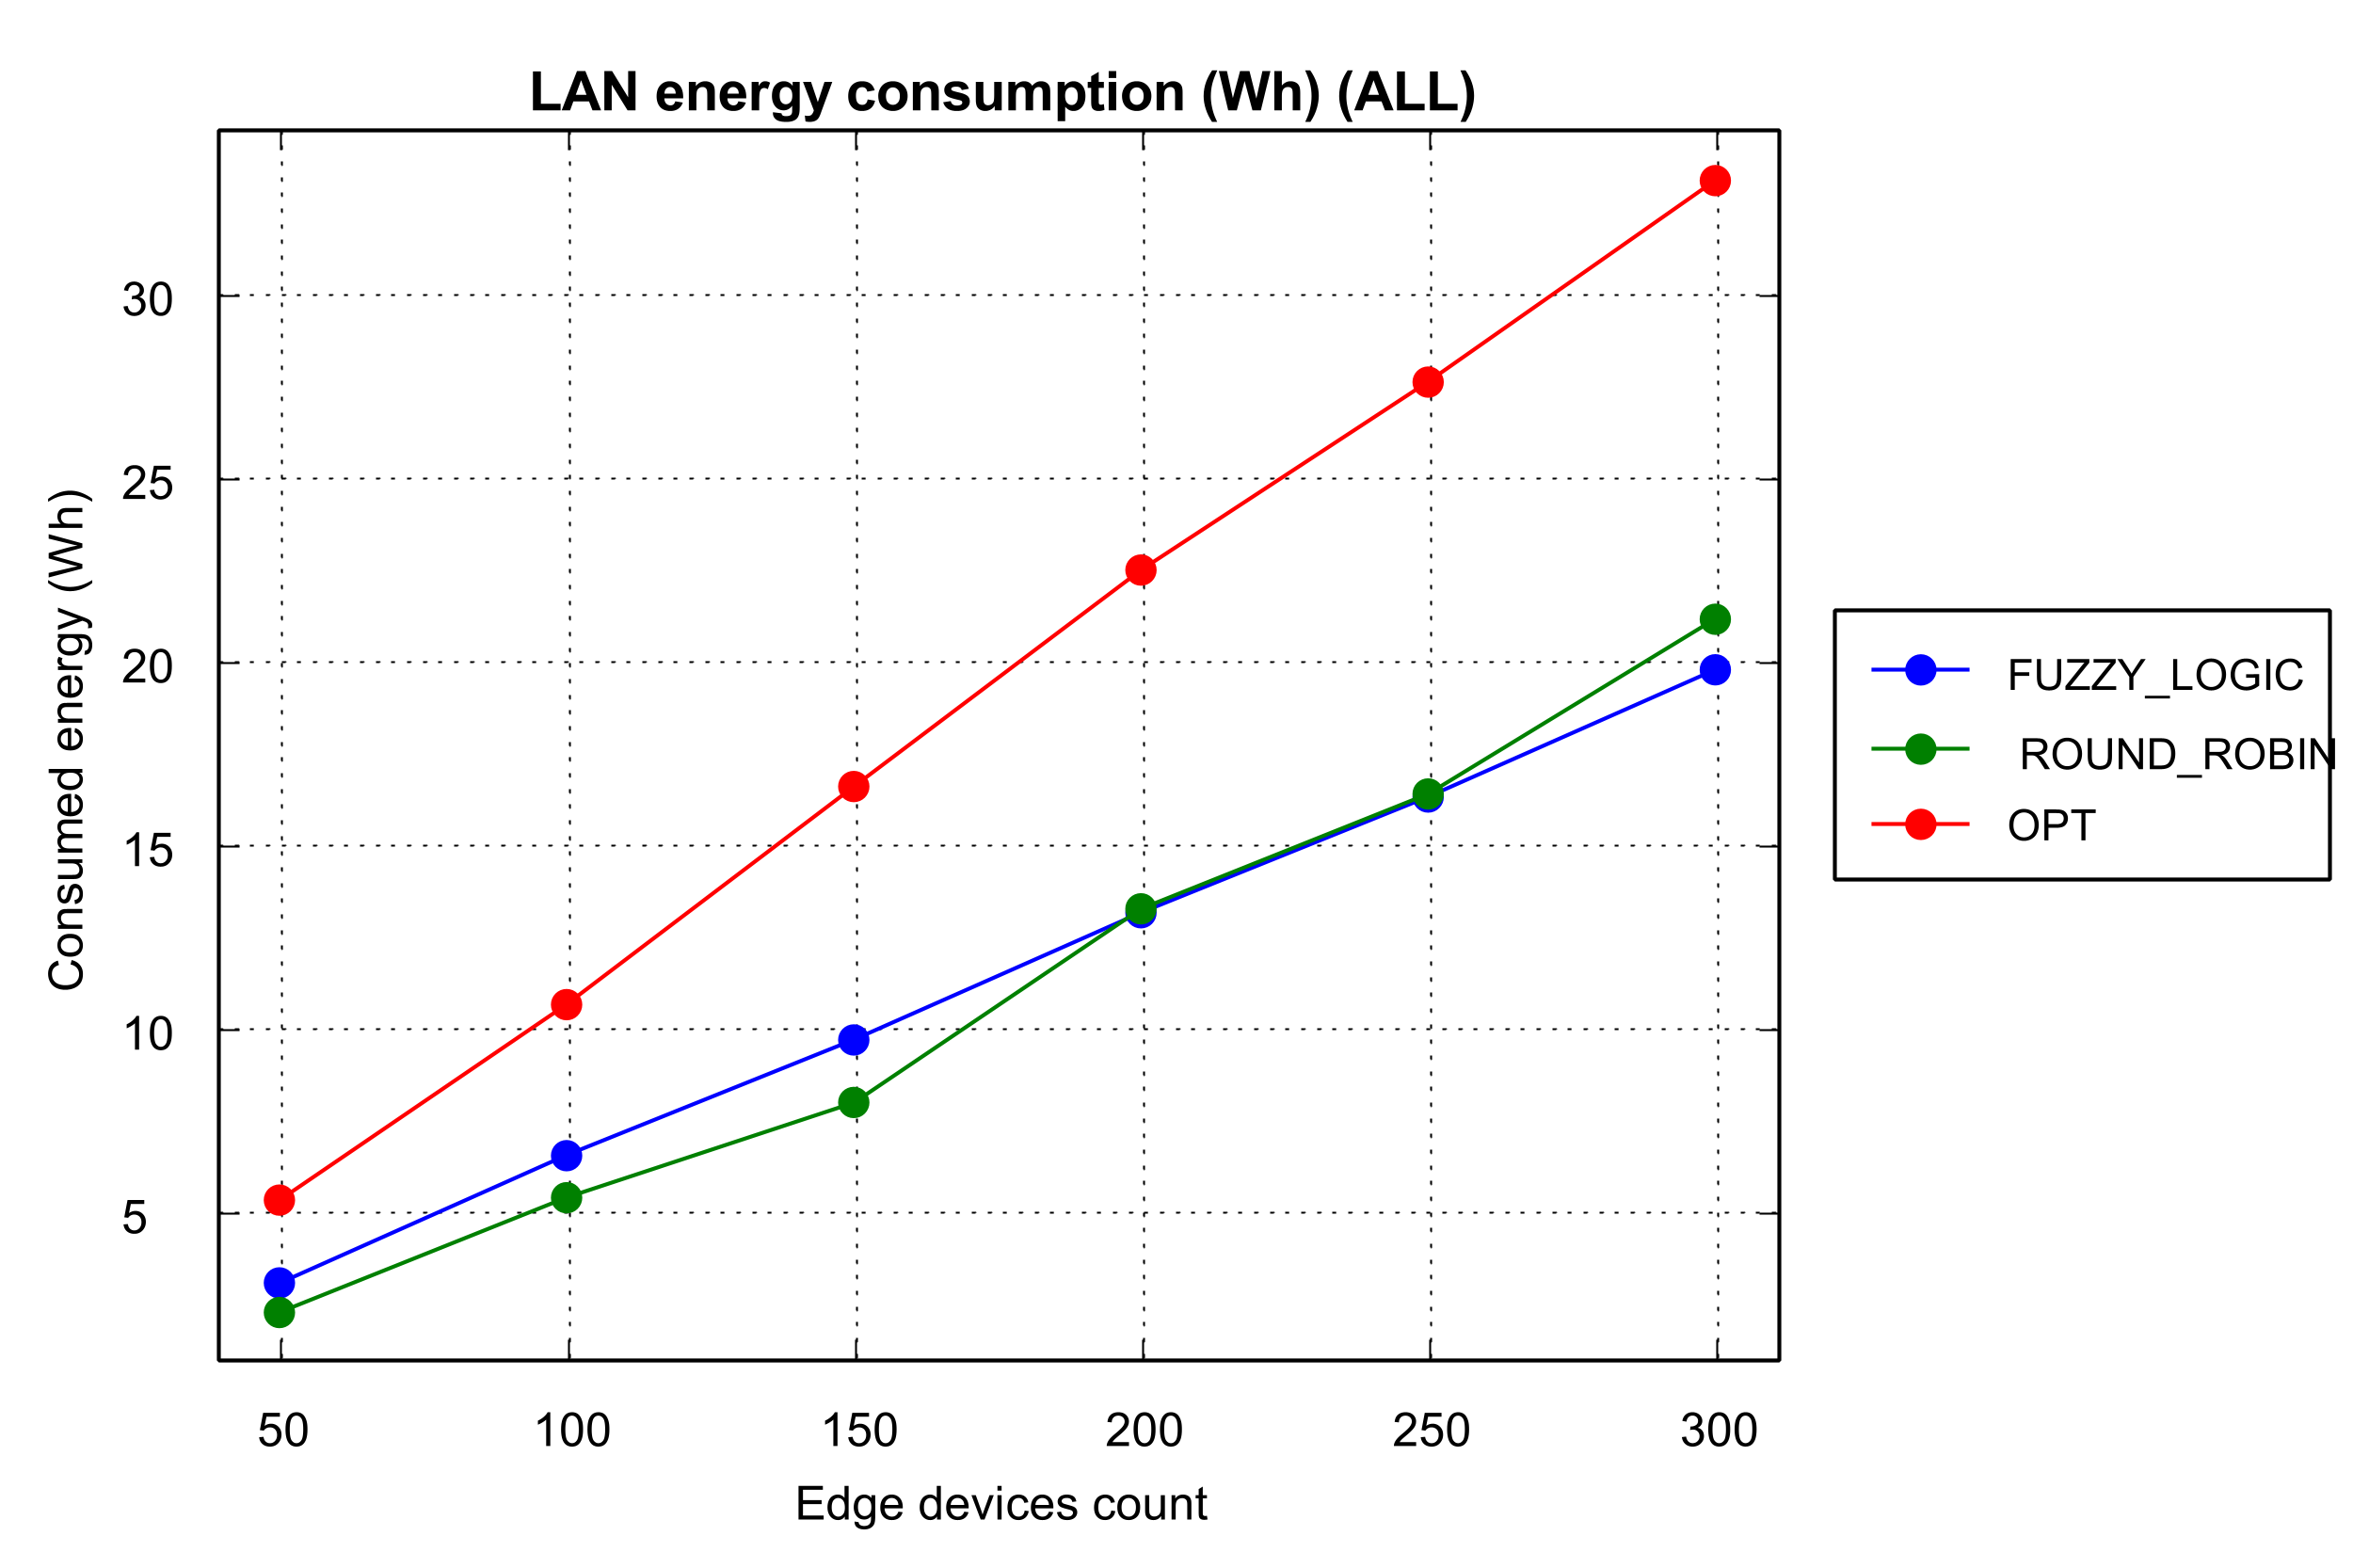 LAN energy consumption (Wh) (ALL)
Consumed energy (Wh)
30
25
20
15
10
5
50 100 150 200 250 300
Edge devices count
FUZZY_LOGIC
ROUND_ROBIN
OPT